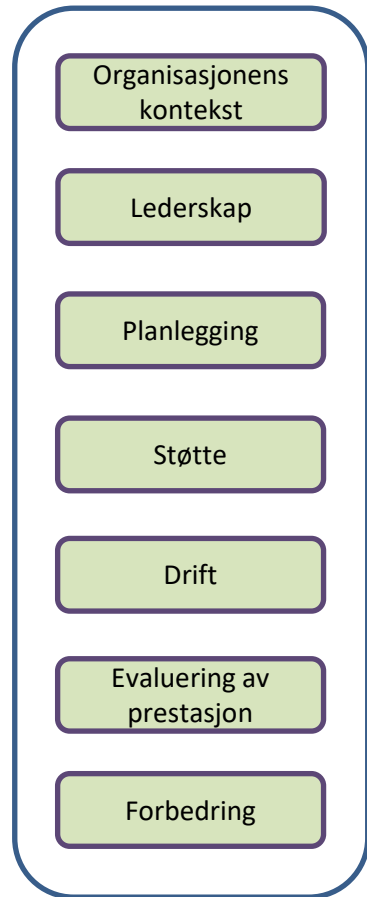 Organisasjonens
kontekst
Lederskap
Planlegging
Støtte
Drift
Evaluering av
prestasjon
Forbedring